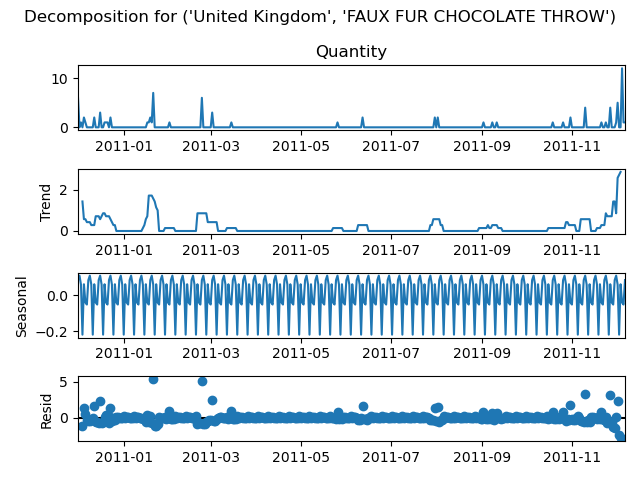 Decomposition for ('United Kingdom', 'FAUX FUR CHOCOLATE THROW')
Quantity
10
0
2011-01 2011-03 2011-05 2011-07 2011-09 2011-11
Trend
2
0
2011-01 2011-03 2011-05 2011-07 2011-09 2011-11
Seasonal
0.0
−0.2
2011-01 2011-03 2011-05 2011-07 2011-09 2011-11
Resid
5
0
2011-01 2011-03 2011-05 2011-07 2011-09 2011-11